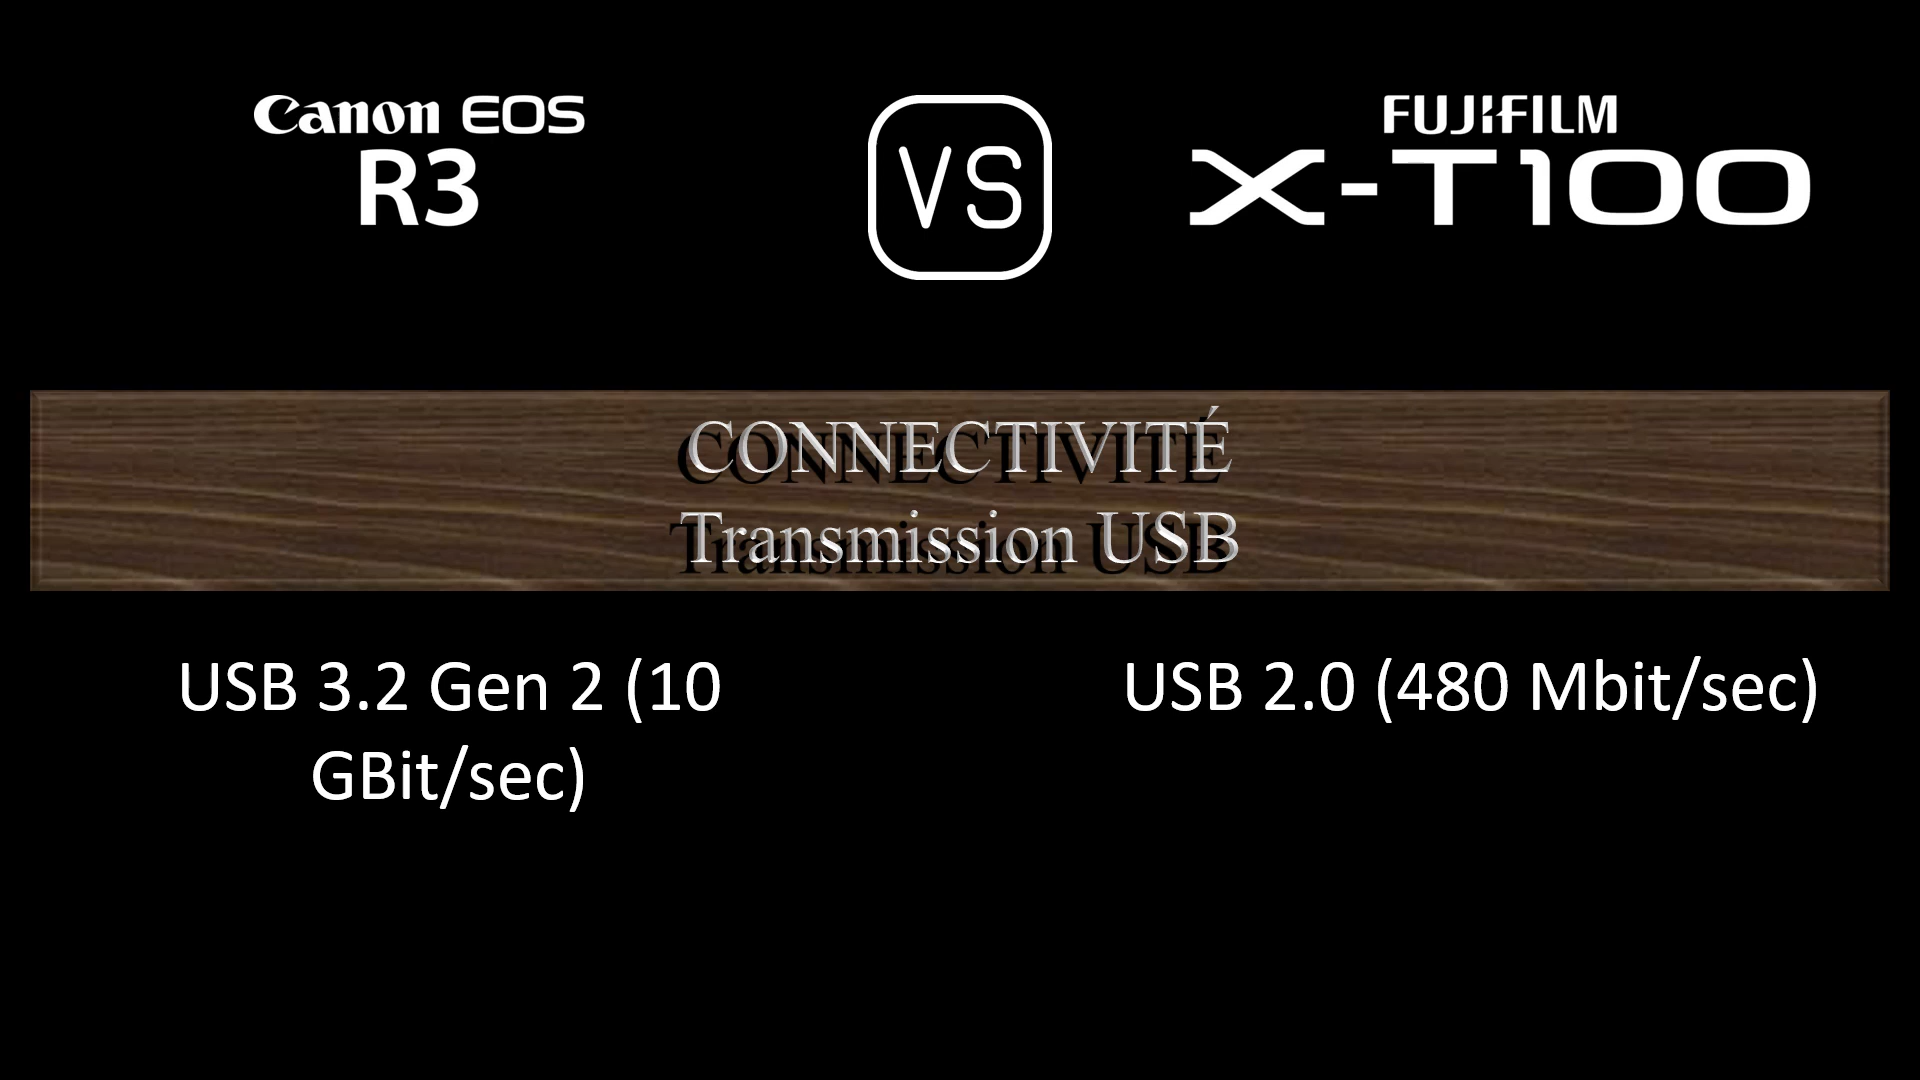 Canon EOS
R3
VS
FUJIFILM
X-T100
CONNECTIVITÉ
Transmission USB
USB 3.2 Gen 2 (10
GBit/sec)
USB 2.0 (480 Mbit/sec)